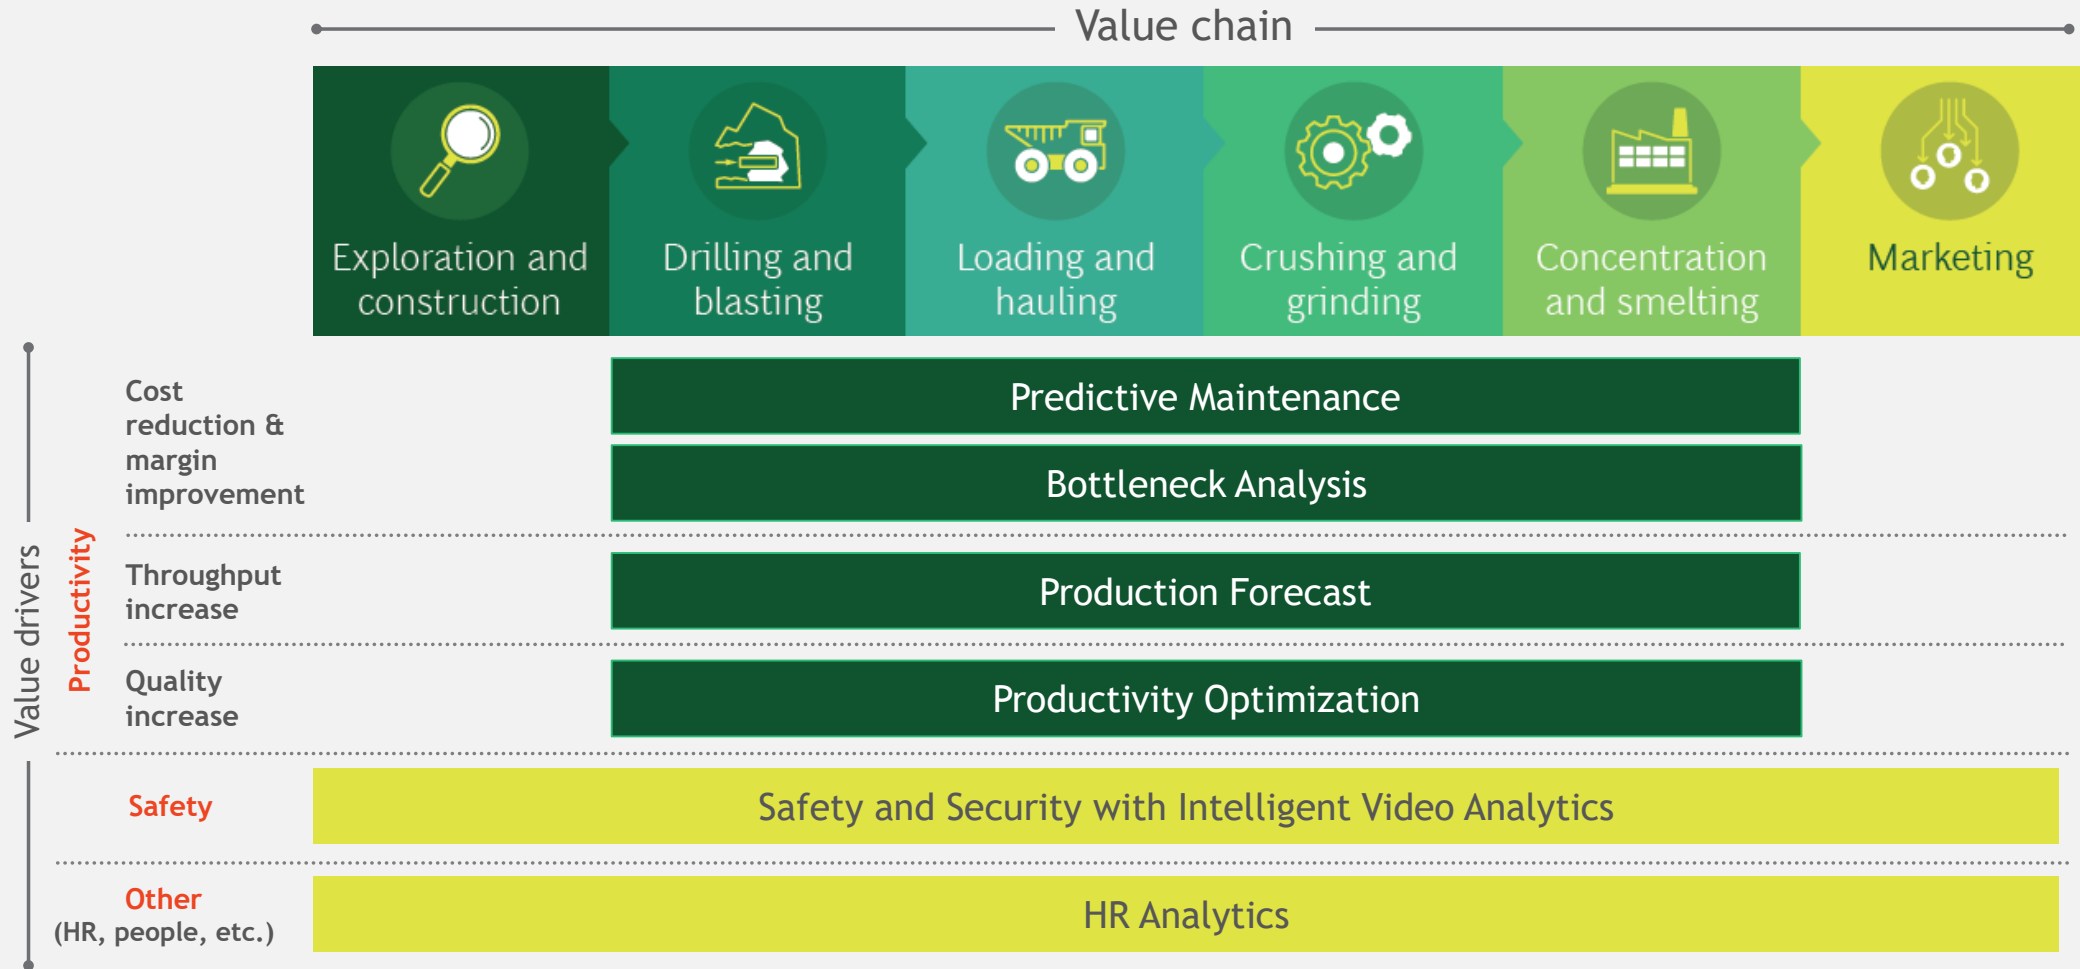 Value chain
Exploration and
construction
Drilling and
blasting
Loading and
hauling
Crushing and
grinding
Concentration
and smelting
Marketing
Value drivers
Productivity
Cost
reduction &
margin
improvement
Predictive Maintenance
Bottleneck Analysis
Throughput
increase
Production Forecast
Quality
increase
Productivity Optimization
Safety
Safety and Security with Intelligent Video Analytics
Other
(HR, people, etc.)
HR Analytics